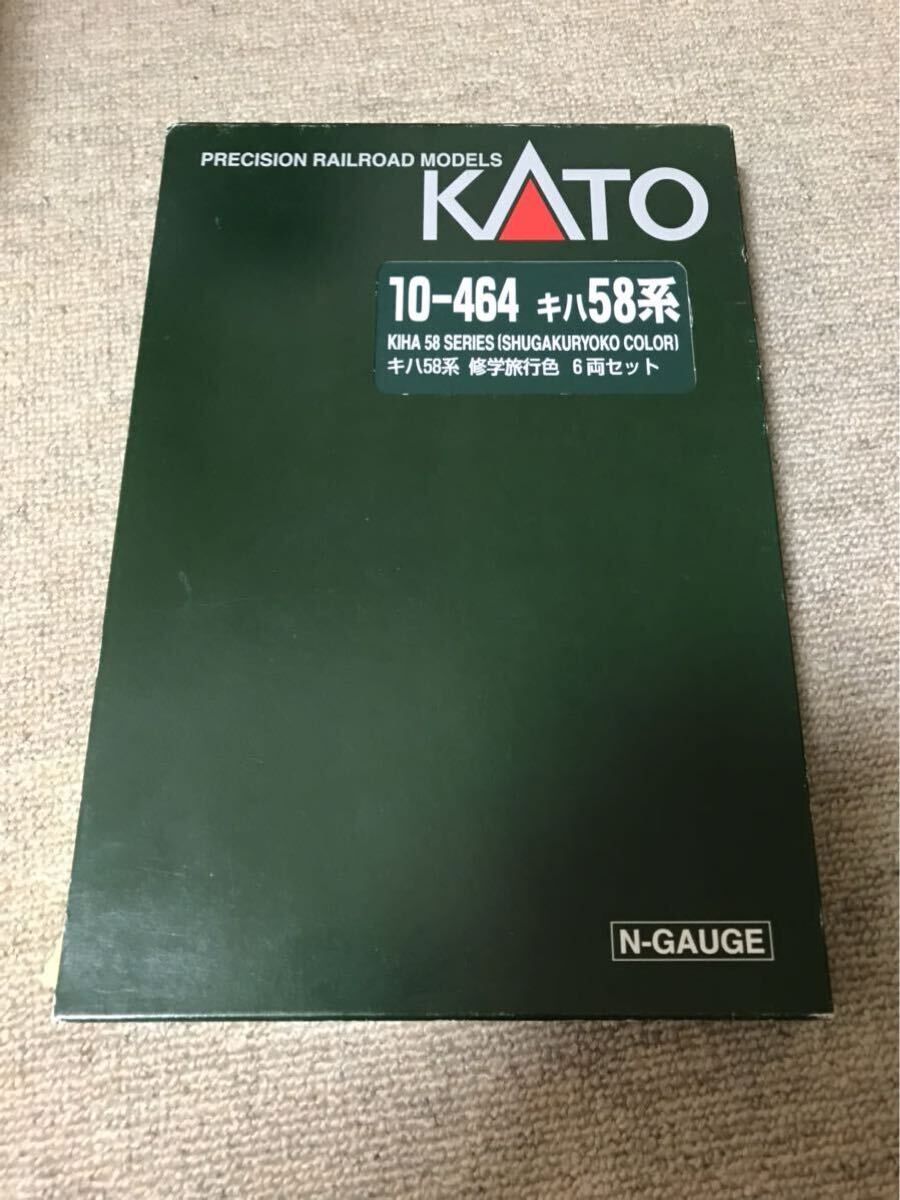 PRECISION RAILROAD MODELS
KATO
10-464 キハ58系
KIHA 58 SERIES (SHUGAKURYOKO COLOR)
キハ58系 修学旅行色 6両セット
N-GAUGE